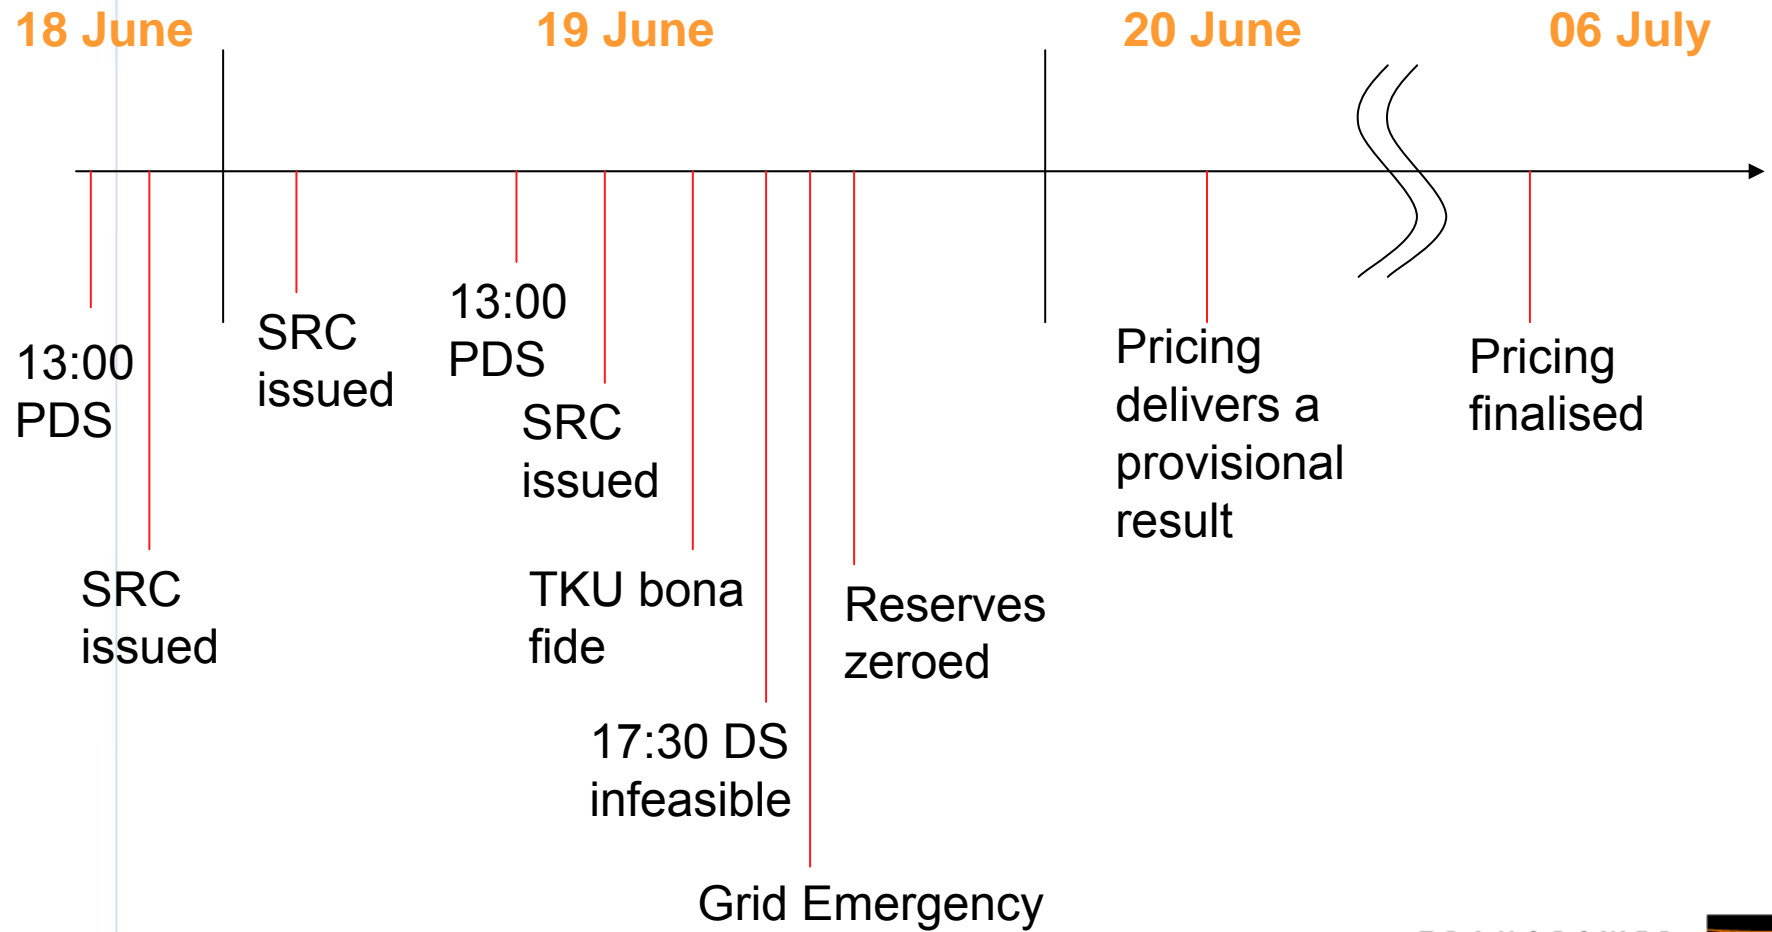 18 June
19 June
20 June
06 July
13:00
PDS
SRC
issued
SRC
issued
13:00
PDS
SRC
issued
TKU bona
fide
17:30 DS
infeasible
Grid Emergency
Reserves
zeroed
Pricing
delivers a
provisional
result
Pricing
finalised